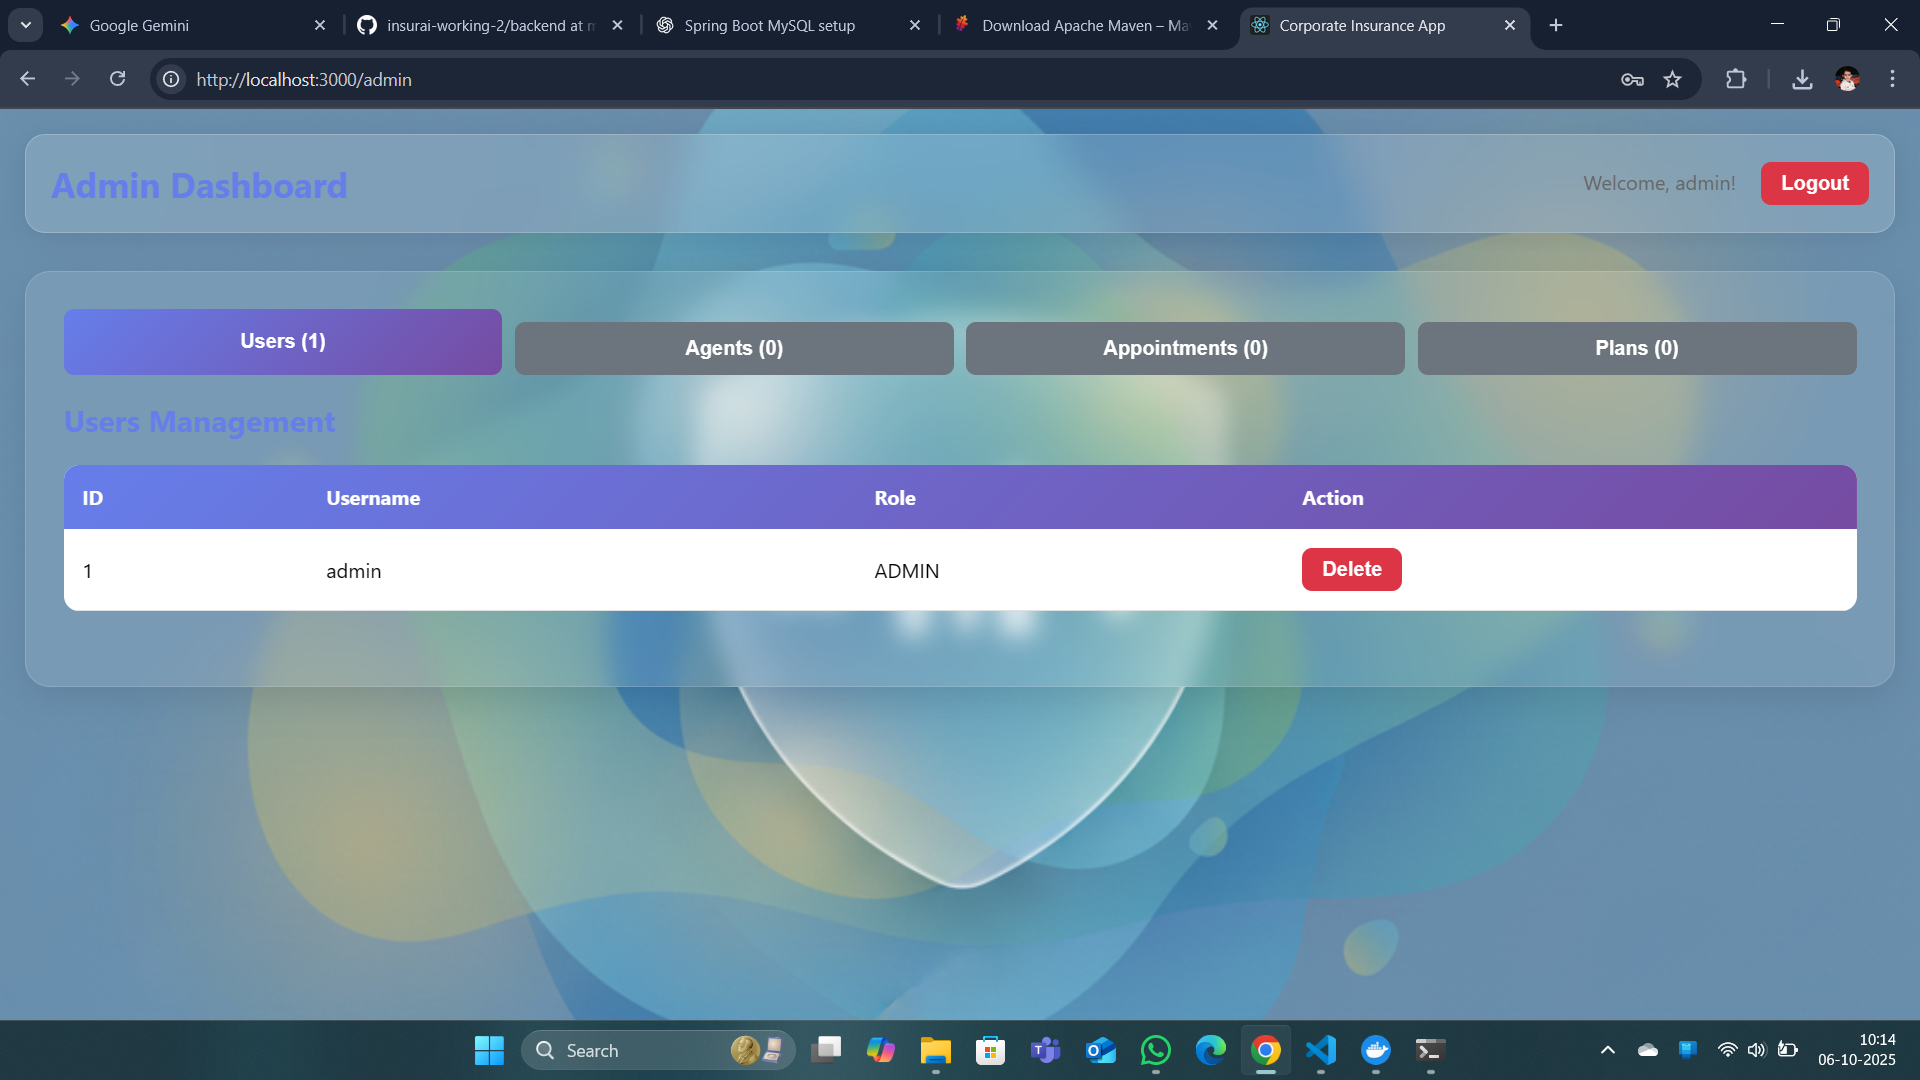 Google Gemini
insurai-working-2/backend at m
Spring Boot MySQL setup
Download Apache Maven – Ma
Corporate Insurance App
http://localhost:3000/admin
Admin Dashboard
Welcome, admin!
Logout
Users (1)
Agents (0)
Appointments (0)
Plans (0)
Users Management
ID Username Role Action
1 admin ADMIN Delete
Search
10:14
06-10-2025